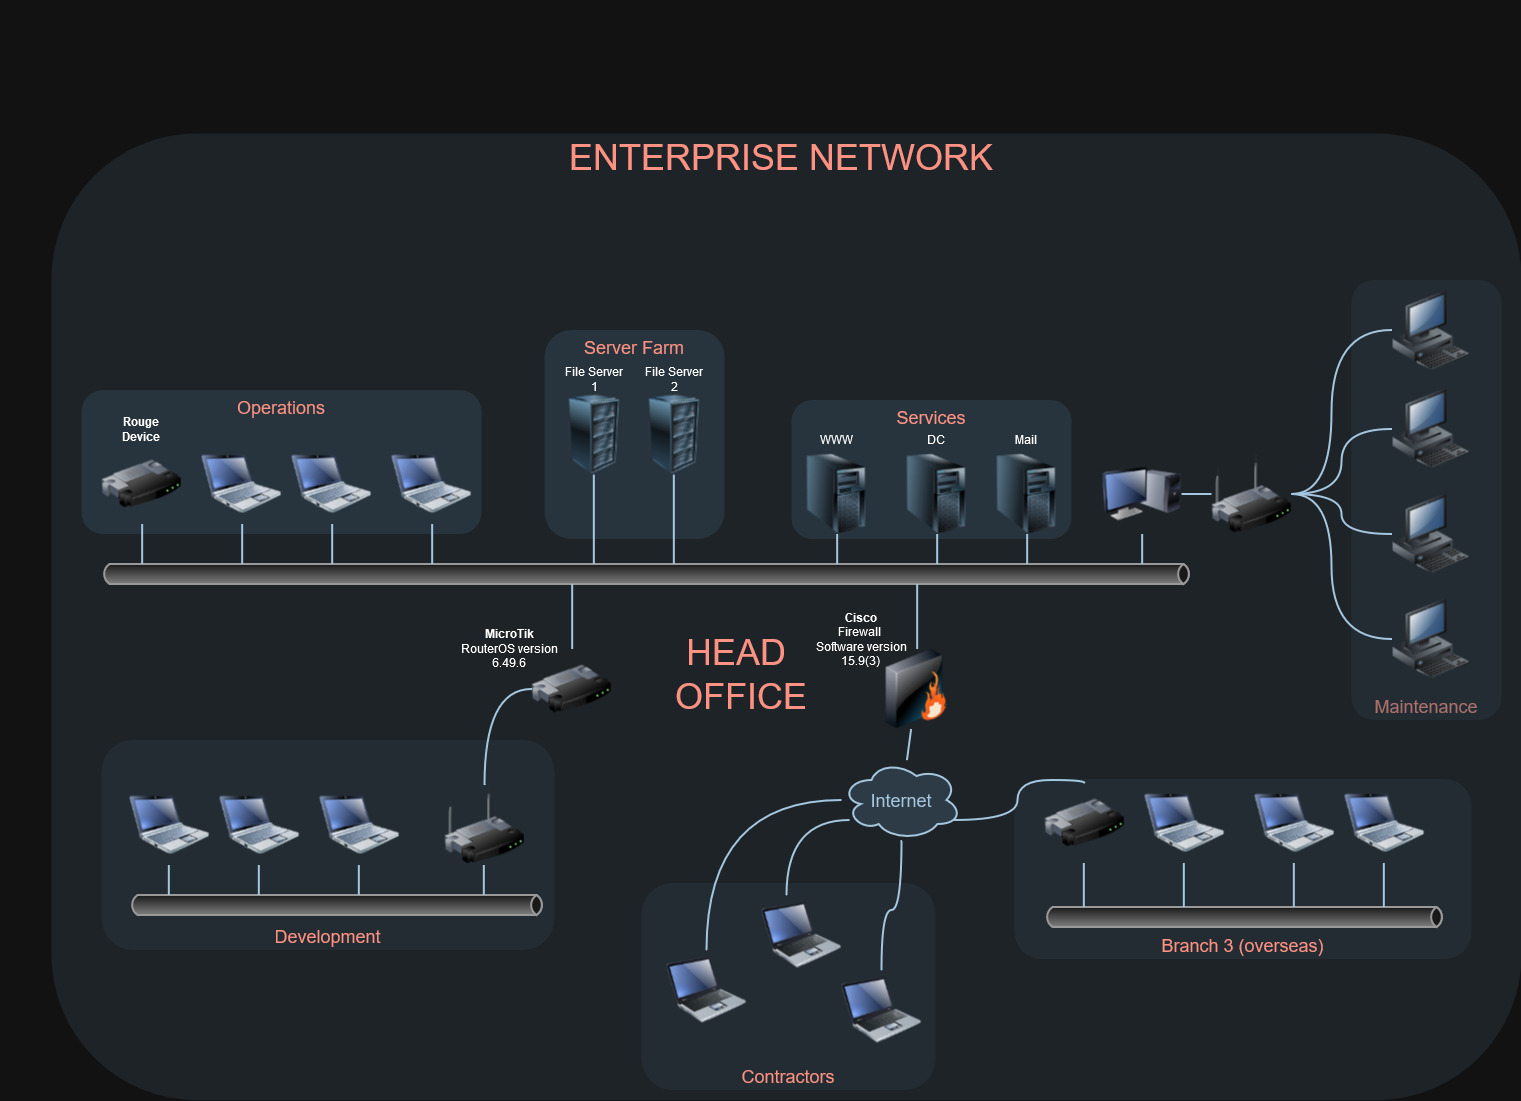 ENTERPRISE NETWORK
Server Farm
File Server
1
File Server
2
Operations
Rouge
Device
Services
WWW
DC
Mail
Cisco
Firewall
Software version
15.9(3)
MicroTik
RouterOS version
6.49.6
HEAD
OFFICE
Maintenance
Internet
Development
Branch 3 (overseas)
Contractors